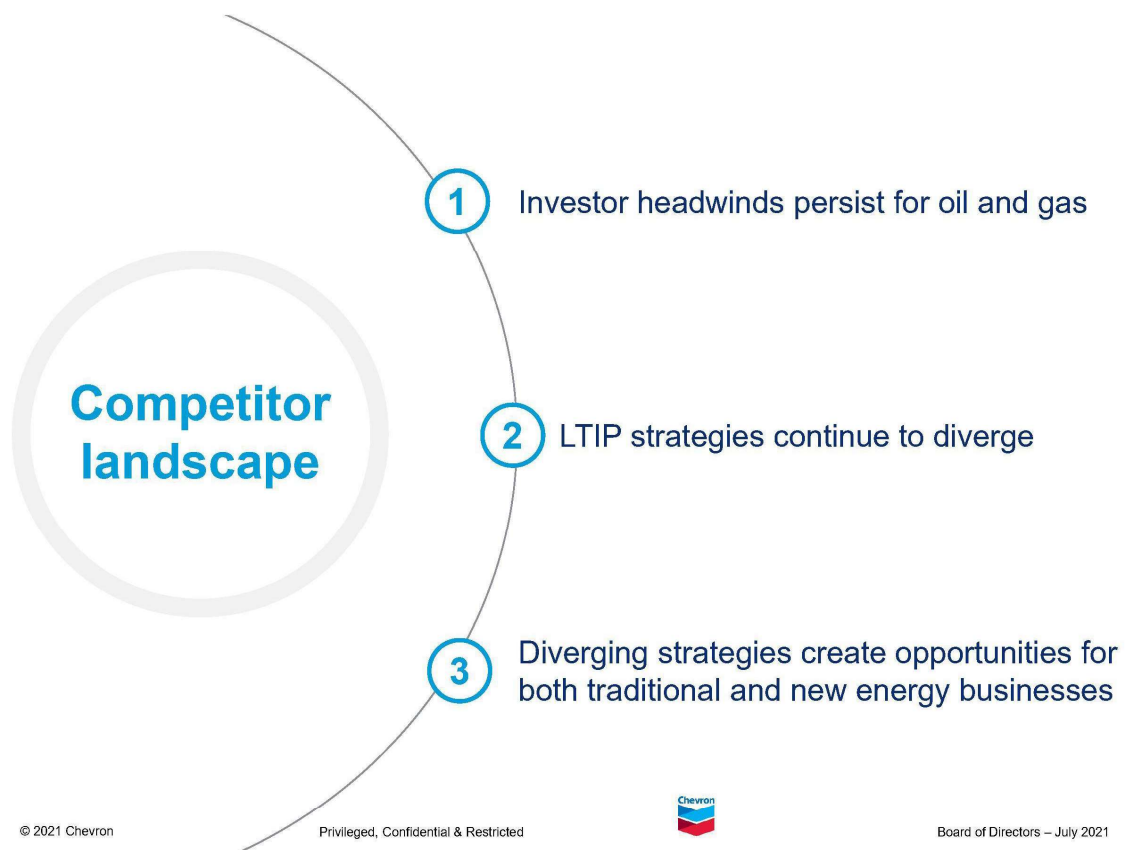 Competitor
landscape
1
Investor headwinds persist for oil and gas
2
LTIP strategies continue to diverge
3
Diverging strategies create opportunities for
both traditional and new energy businesses
© 2021 Chevron
Privileged, Confidential & Restricted
Chevron
Board of Directors – July 2021